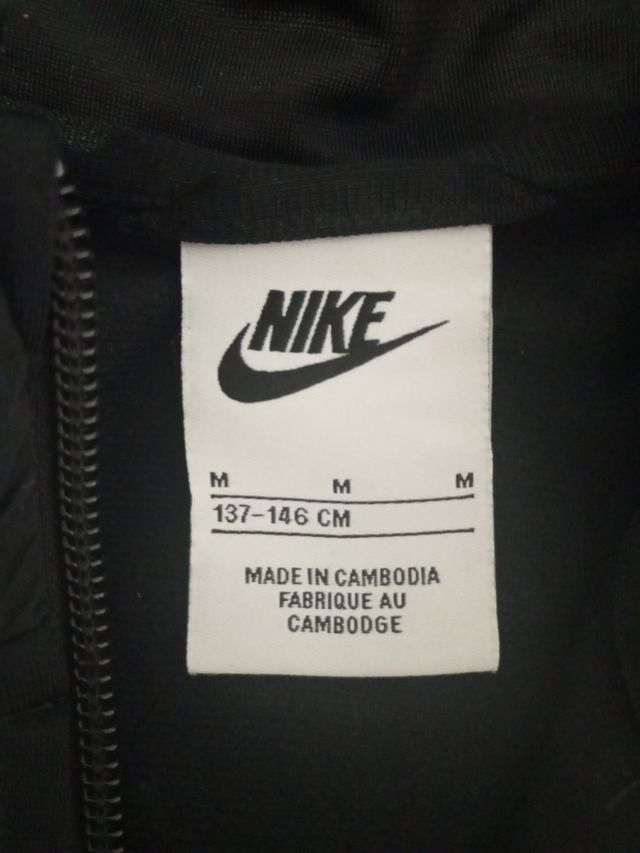 NIKE
M M M
137-146 CM
MADE IN CAMBODIA
FABRIQUE AU
CAMBODGE